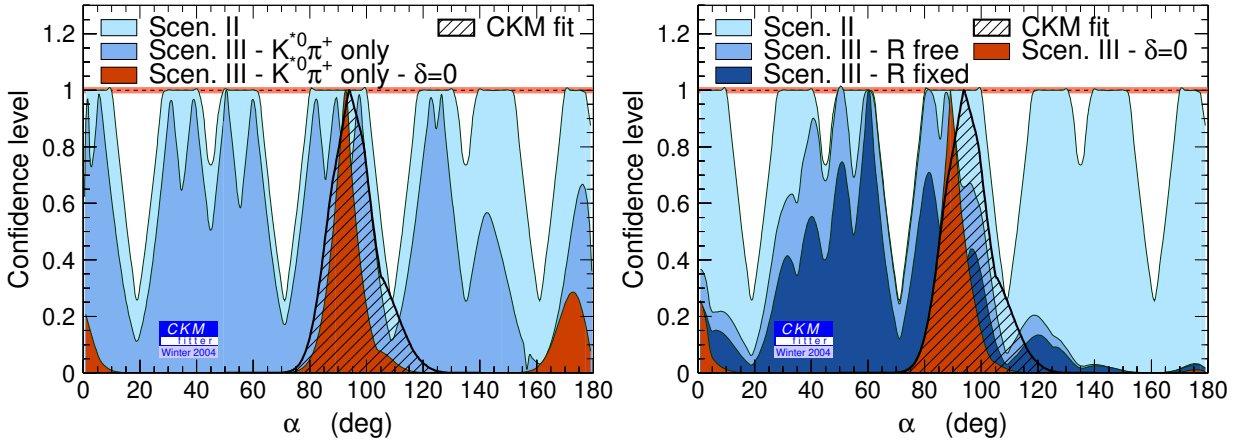 Scen. II
CKM fit
Scen. III - K*0π+ only
Scen. III - K*0π+ only - δ=0
Confidence level
1.2
1
0.8
0.6
0.4
0.2
0
CKM
fitter
Winter 2004
0 20 40 60 80 100 120 140 160 180
α (deg)
Scen. II
CKM fit
Scen. III - R free
Scen. III - δ=0
Scen. III - R fixed
Confidence level
1.2
1
0.8
0.6
0.4
0.2
0
CKM
fitter
Winter 2004
0 20 40 60 80 100 120 140 160 180
α (deg)